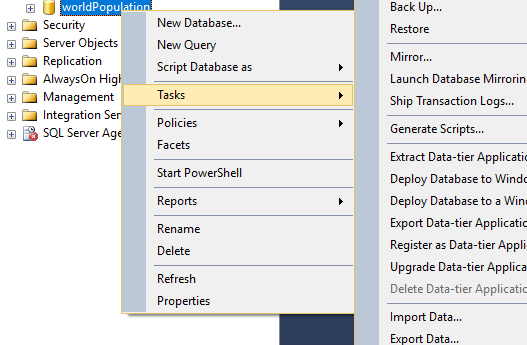 worldPopulation
Security
Server Objects
Replication
AlwaysOn High
Management
Integration Ser
SQL Server Age
New Database...
New Query
Script Database as
Tasks
Policies
Facets
Start PowerShell
Reports
Rename
Delete
Refresh
Properties
Back Up...
Restore
Mirror...
Launch Database Mirrorin
Ship Transaction Logs...
Generate Scripts...
Extract Data-tier Applicatio
Deploy Database to Windo
Deploy Database to a Win
Export Data-tier Applicatio
Register as Data-tier Appli
Upgrade Data-tier Applicat
Delete Data-tier Applicatio
Import Data...
Export Data...